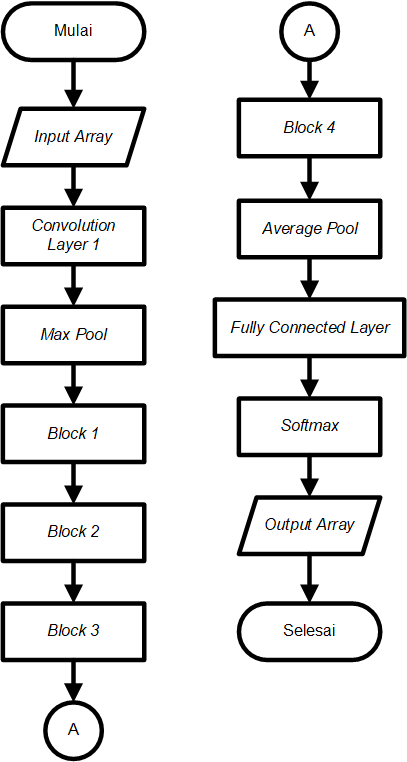 Mulai
Input Array
Convolution
Layer 1
Max Pool
Block 1
Block 2
Block 3
A
A
Block 4
Average Pool
Fully Connected Layer
Softmax
Output Array
Selesai